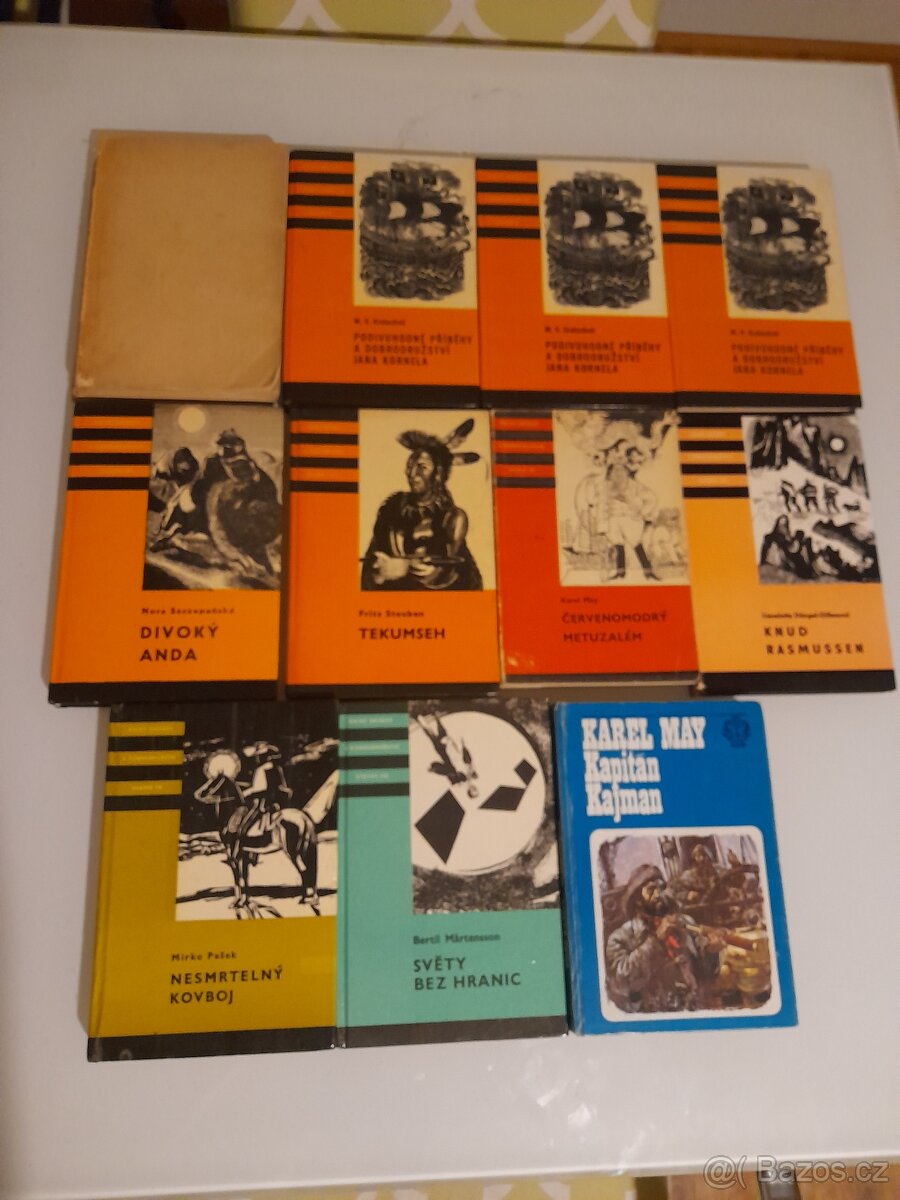 M. V. Kratochvíl
PODIVUHODNÉ PŘÍBĚHY
A DOBRODRUŽSTVÍ
JANA KORNELA
M. V. Kratochvíl
PODIVUHODNÉ PŘÍBĚHY
A DOBRODRUŽSTVÍ
JANA KORNELA
M. V. Kratochvíl
PODIVUHODNÉ PŘÍBĚHY
A DOBRODRUŽSTVÍ
JANA KORNELA
Nora Szczepańska
DIVOKÝ
ANDA
Fritz Steuben
TEKUMSEH
Karel May
ČERVENOMODRÝ
METUZALÉM
KNUD
RASMUSSEN
Mirko Pašek
NESMRTELNÝ
KOVBOJ
Bertil Mårtensson
SVĚTY
BEZ HRANIC
KAREL MAY
Kapitán
Kajman
Bazos.cz